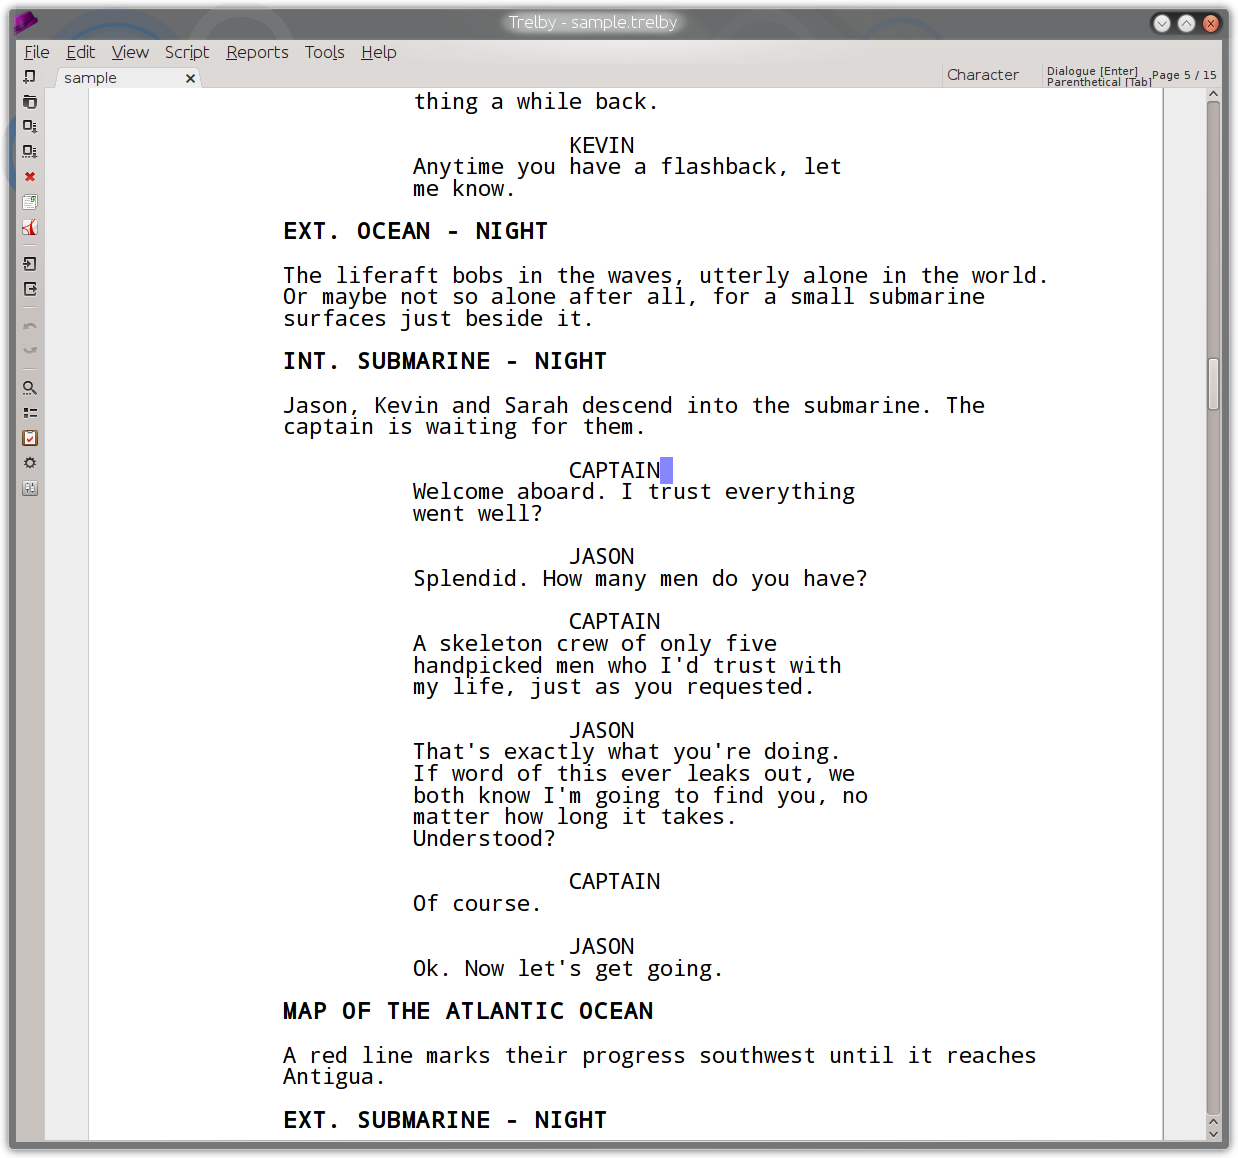 Trelby - sample.trelby
File Edit View Script Reports Tools Help
sample
Character
Dialogue [Enter]
Parenthetical [Tab]
Page 5 / 15
thing a while back.
KEVIN
Anytime you have a flashback, let
me know.
EXT. OCEAN - NIGHT
The liferaft bobs in the waves, utterly alone in the world.
Or maybe not so alone after all, for a small submarine
surfaces just beside it.
INT. SUBMARINE - NIGHT
Jason, Kevin and Sarah descend into the submarine. The
captain is waiting for them.
CAPTAIN
Welcome aboard. I trust everything
went well?
JASON
Splendid. How many men do you have?
CAPTAIN
A skeleton crew of only five
handpicked men who I'd trust with
my life, just as you requested.
JASON
That's exactly what you're doing.
If word of this ever leaks out, we
both know I'm going to find you, no
matter how long it takes.
Understood?
CAPTAIN
Of course.
JASON
Ok. Now let's get going.
MAP OF THE ATLANTIC OCEAN
A red line marks their progress southwest until it reaches
Antigua.
EXT. SUBMARINE - NIGHT